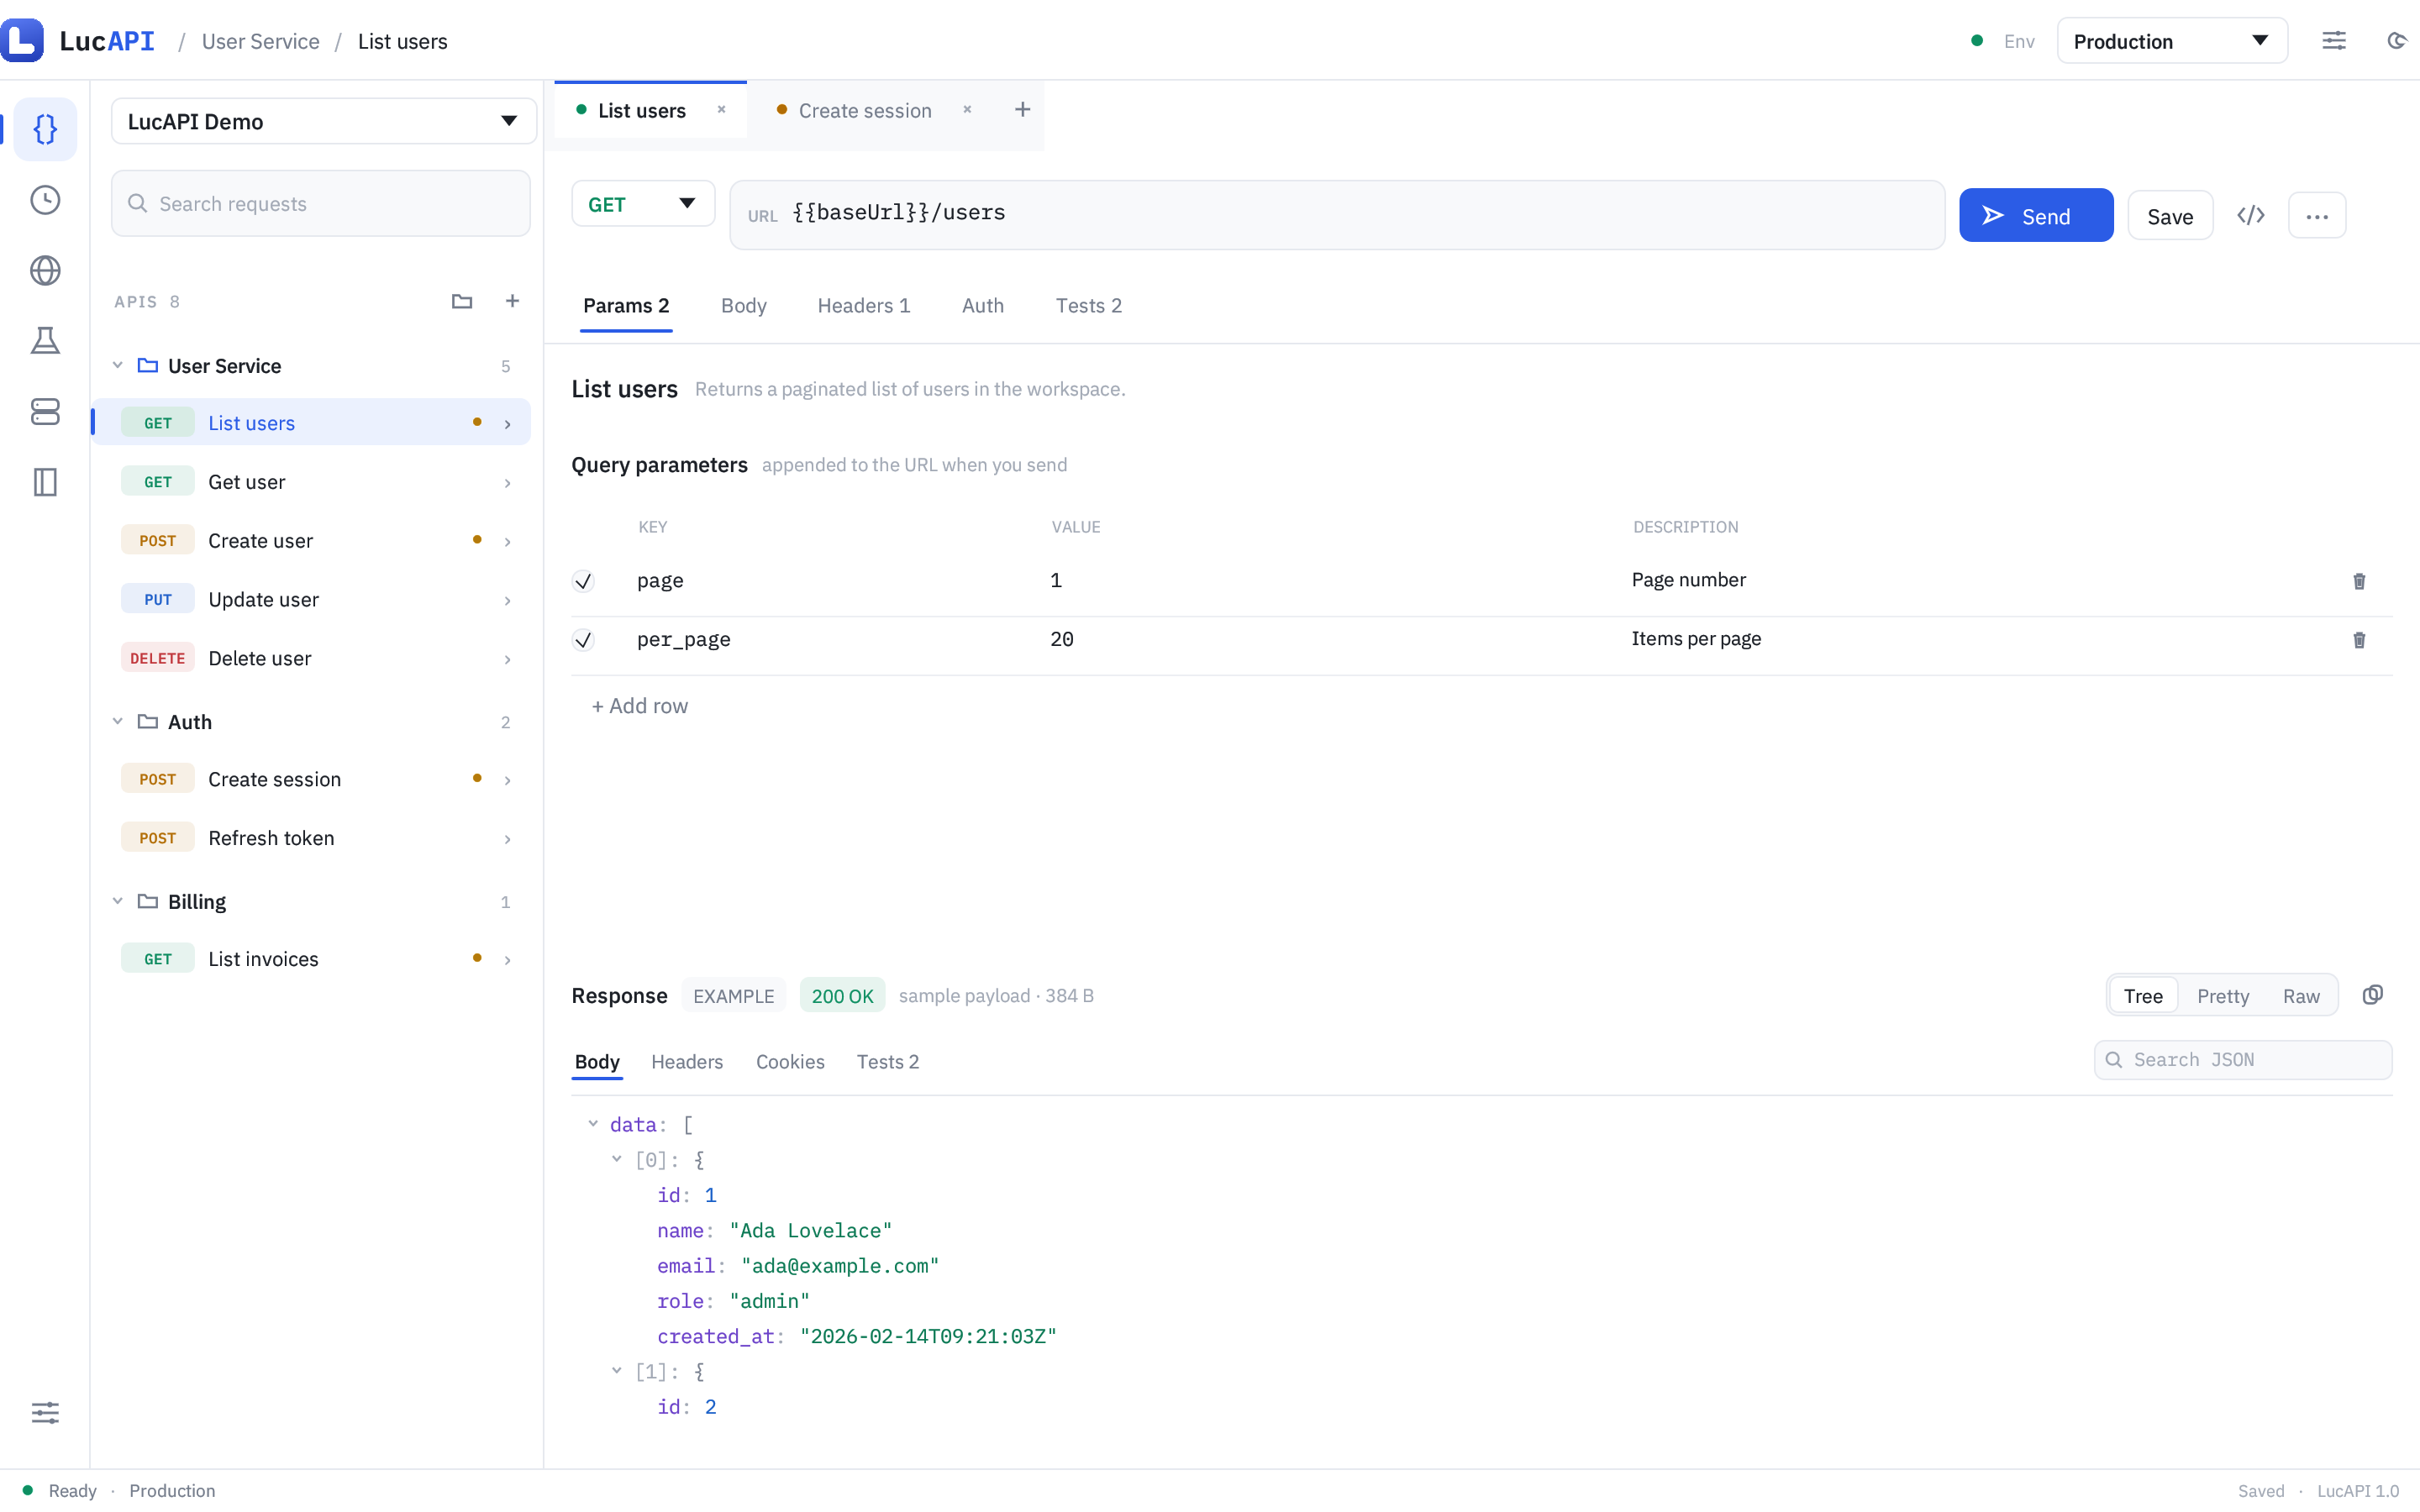 LucAPI / User Service / List users
Env Production
LucAPI Demo
Search requests
APIS 8
User Service 5
GET List users
GET Get user
POST Create user
PUT Update user
DELETE Delete user
Auth 2
POST Create session
POST Refresh token
Billing 1
GET List invoices
List users × Create session × +
GET URL {{baseUrl}}/users Send Save </> ...
Params 2 Body Headers 1 Auth Tests 2
List users Returns a paginated list of users in the workspace.
Query parameters appended to the URL when you send
KEY VALUE DESCRIPTION
page 1 Page number
per_page 20 Items per page
+ Add row
Response EXAMPLE 200 OK sample payload · 384 B
Tree Pretty Raw
Body Headers Cookies Tests 2
Search JSON
data: [
[0]: {
id: 1
name: "Ada Lovelace"
email: "ada@example.com"
role: "admin"
created_at: "2026-02-14T09:21:03Z"
[1]: {
id: 2
Ready · Production
Saved · LucAPI 1.0